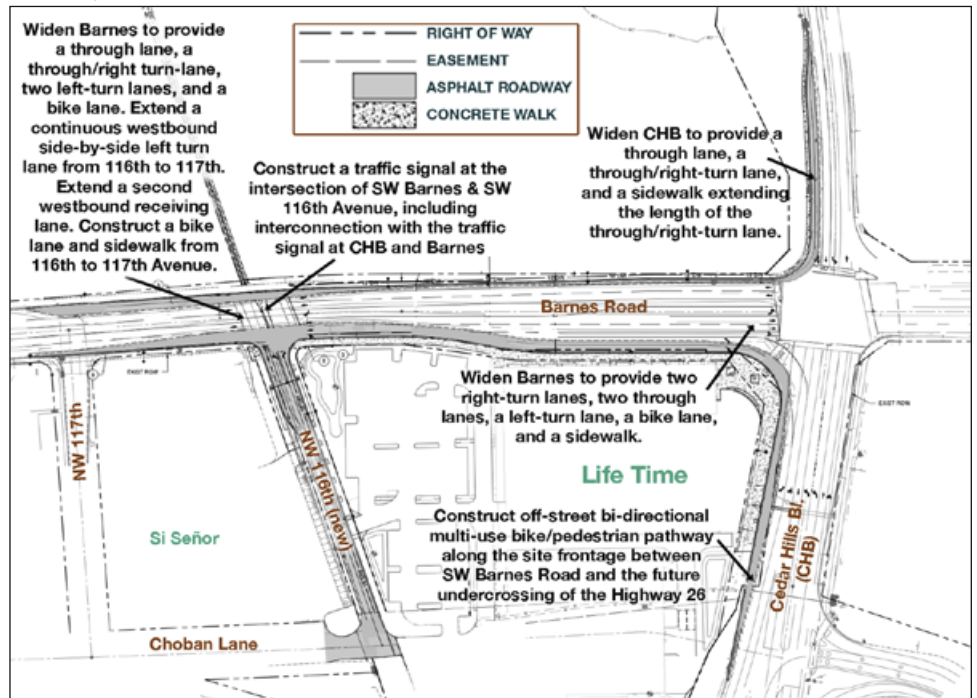 Widen Barnes to provide
a through lane, a
through/right turn-lane,
two left-turn lanes, and a
bike lane. Extend a
continuous westbound
side-by-side left turn
lane from 116th to 117th.
Extend a second
westbound receiving
lane. Construct a bike
lane and sidewalk from
116th to 117th Avenue.
RIGHT OF WAY
EASEMENT
ASPHALT ROADWAY
CONCRETE WALK
Construct a traffic signal at the
intersection of SW Barnes & SW
116th Avenue, including
interconnection with the traffic
signal at CHB and Barnes
Widen CHB to provide a
through lane, a
through/right-turn lane,
and a sidewalk extending
the length of the
through/right-turn lane.
Barnes Road
EXIST ROW
Widen Barnes to provide two
right-turn lanes, two through
lanes, a left-turn lane, a bike lane,
and a sidewalk.
EXIST ROW
NW 117th
NW 116th (new)
Life Time
Si Señor
Construct off-street bi-directional
multi-use bike/pedestrian pathway
along the site frontage between
SW Barnes Road and the future
undercrossing of the Highway 26
Cedar Hills Bl.
(CHB)
Choban Lane